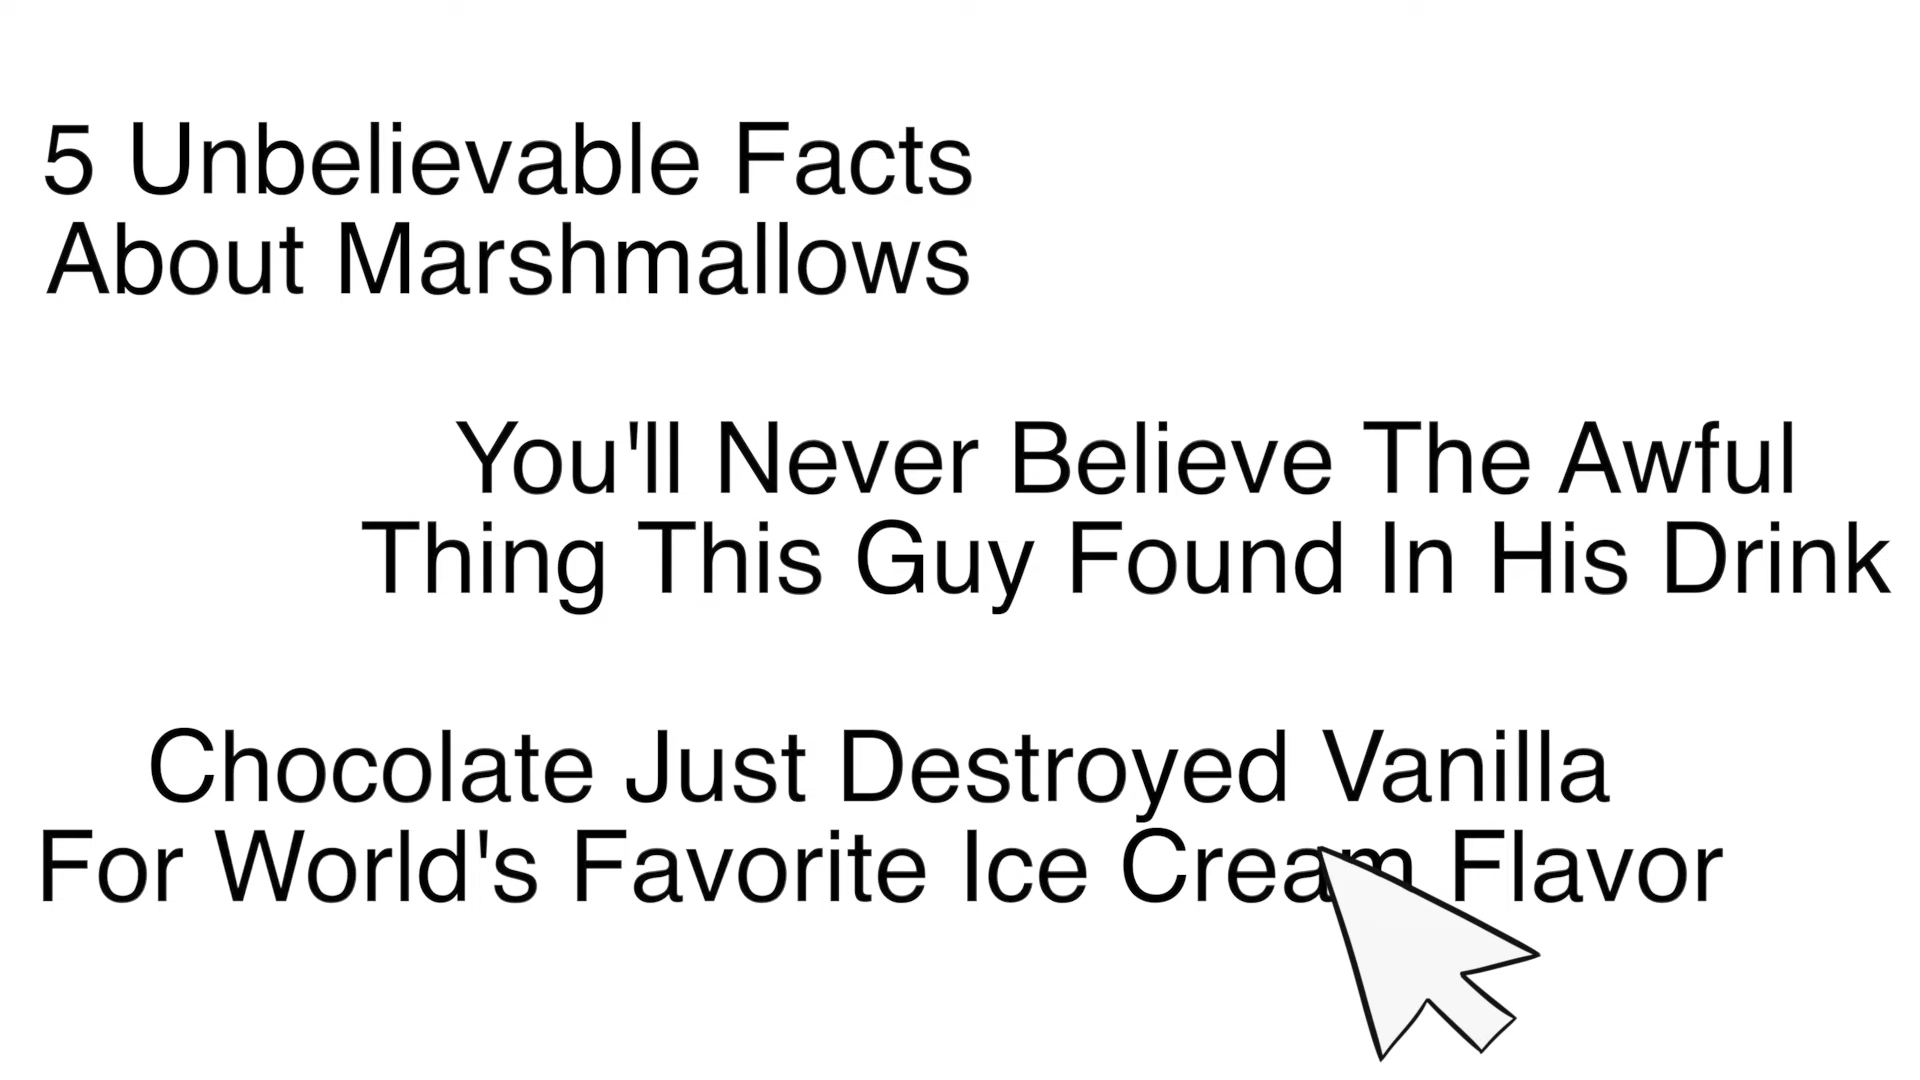 5 Unbelievable Facts
About Marshmallows
You'll Never Believe The Awful
Thing This Guy Found In His Drink
Chocolate Just Destroyed Vanilla
For World's Favorite Ice Cream Flavor